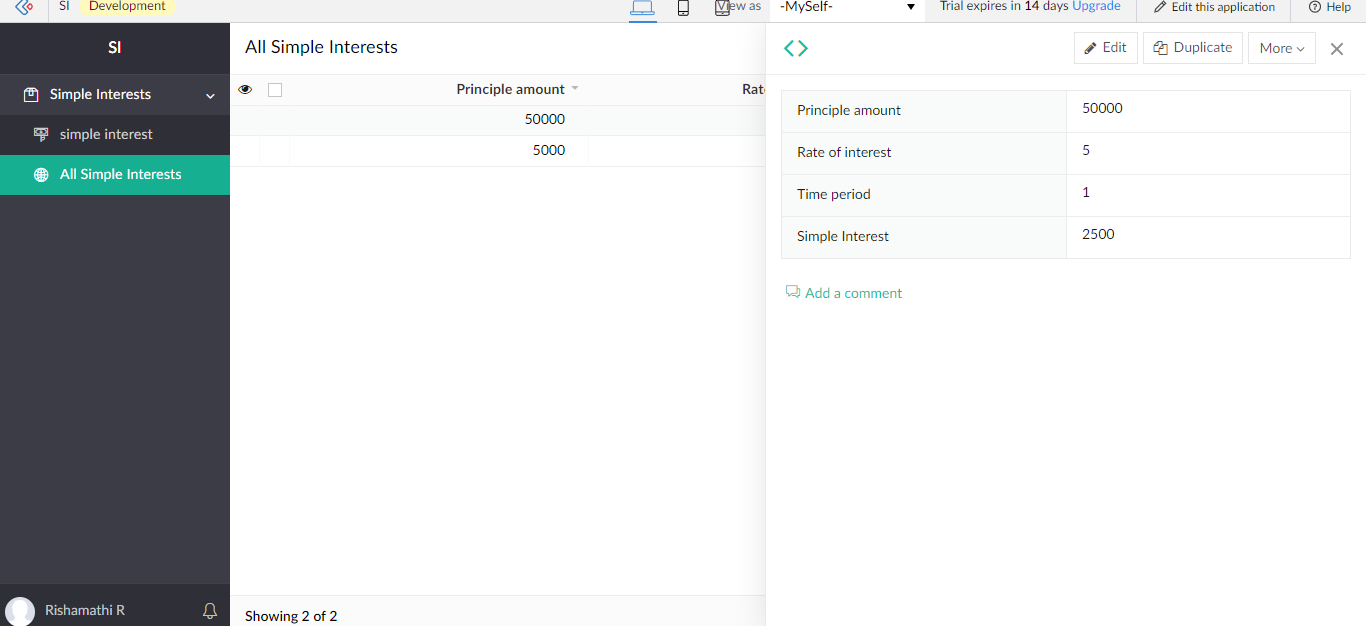 SI Development View as -MySelf- Trial expires in 14 days Upgrade Edit this application Help
SI
Simple Interests
simple interest
All Simple Interests
Rishamathi R
All Simple Interests
Principle amount
50000
5000
Showing 2 of 2
Edit Duplicate More
Principle amount 50000
Rate of interest 5
Time period 1
Simple Interest 2500
Add a comment